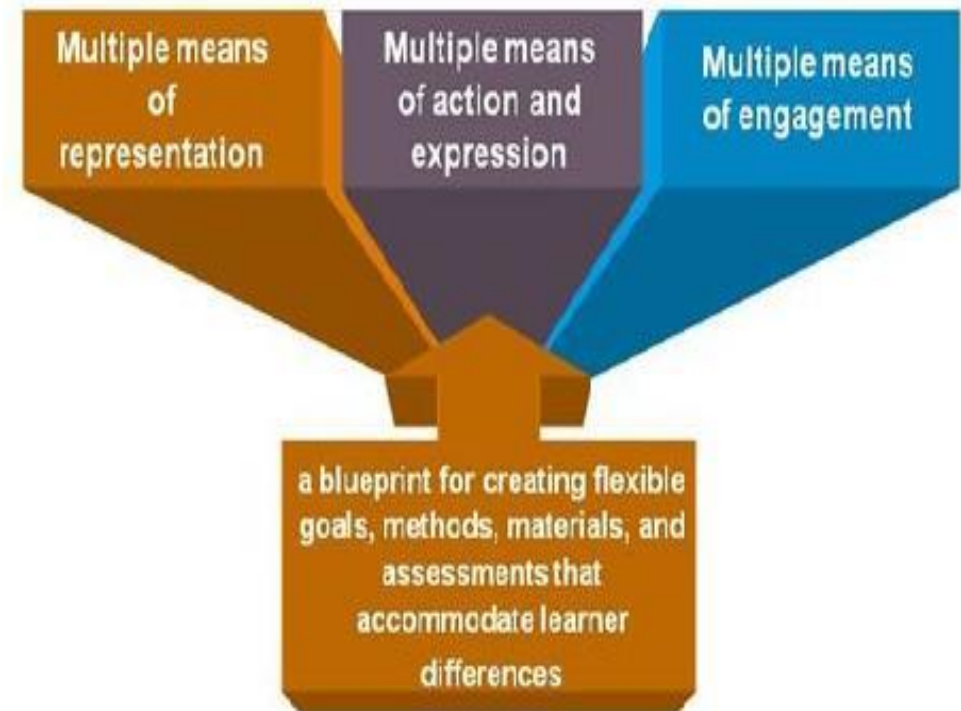 Multiple means
of
representation
Multiple means
of action and
expression
Multiple means
of engagement
a blueprint for creating flexible
goals, methods, materials, and
assessments that
accommodate learner
differences